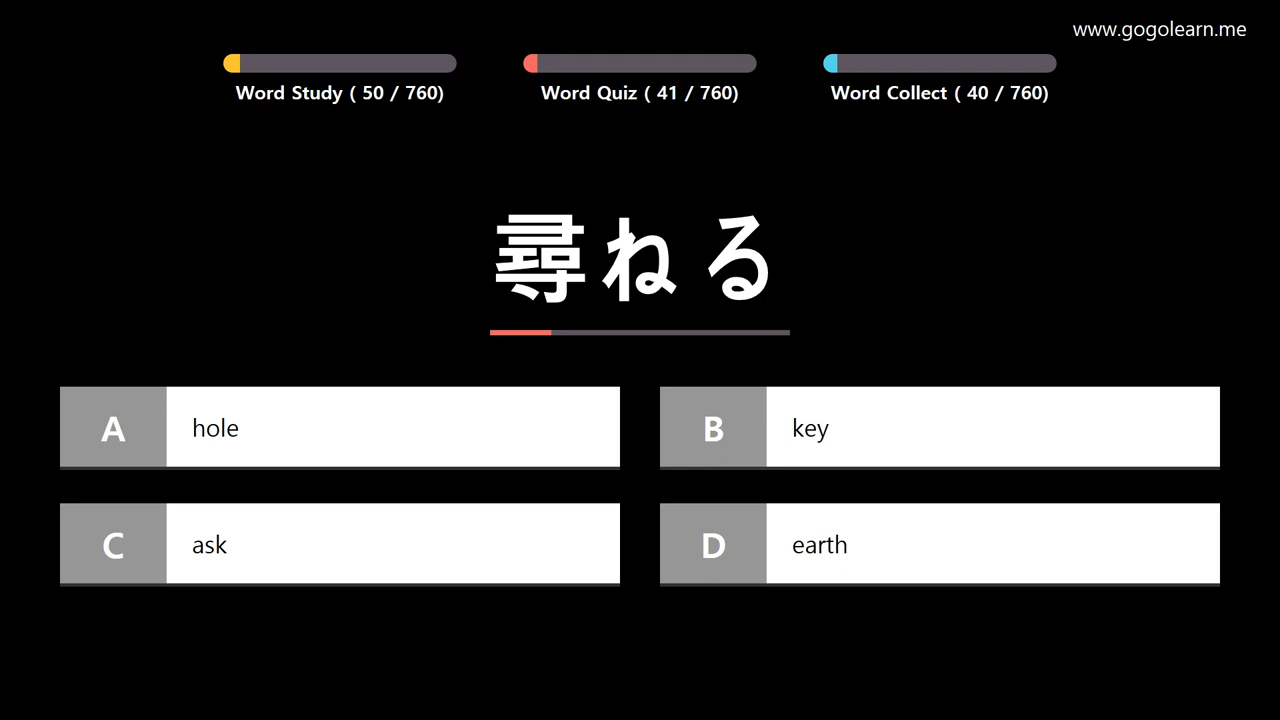 www.gogolearn.me
Word Study ( 50 / 760)
Word Quiz ( 41 / 760)
Word Collect ( 40 / 760)
尋ねる
A hole
B key
C ask
D earth